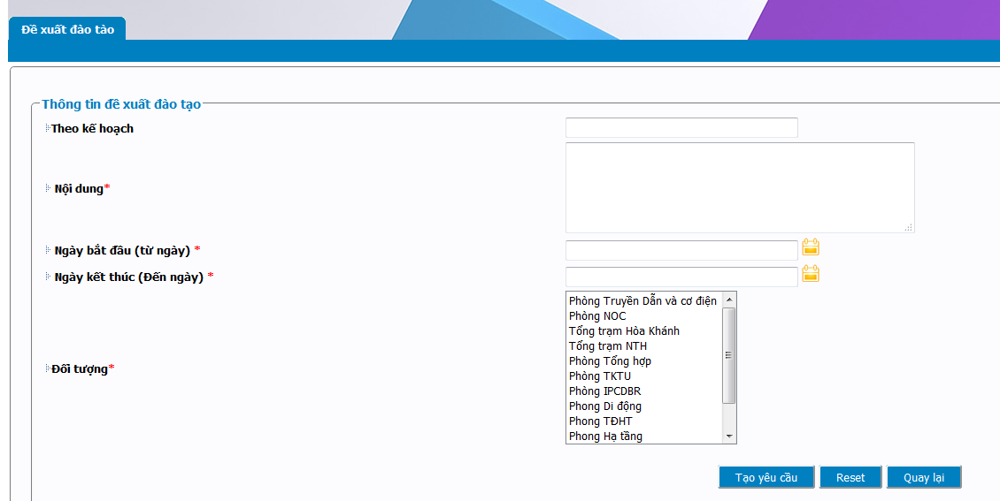 Đề xuất đào tào
Thông tin đề xuất đào tạo
Theo kế hoạch
Nội dung*
Ngày bắt đầu (từ ngày) *
Ngày kết thúc (Đến ngày) *
Đối tượng*
Phòng Truyền Dẫn và cơ điện
Phòng NOC
Tổng trạm Hòa Khánh
Tổng trạm NTH
Phòng Tổng hợp
Phòng TKTU
Phòng IPCDBR
Phong Di động
Phong TĐHT
Phong Hạ tầng
Tạo yêu cầu Reset Quay lại